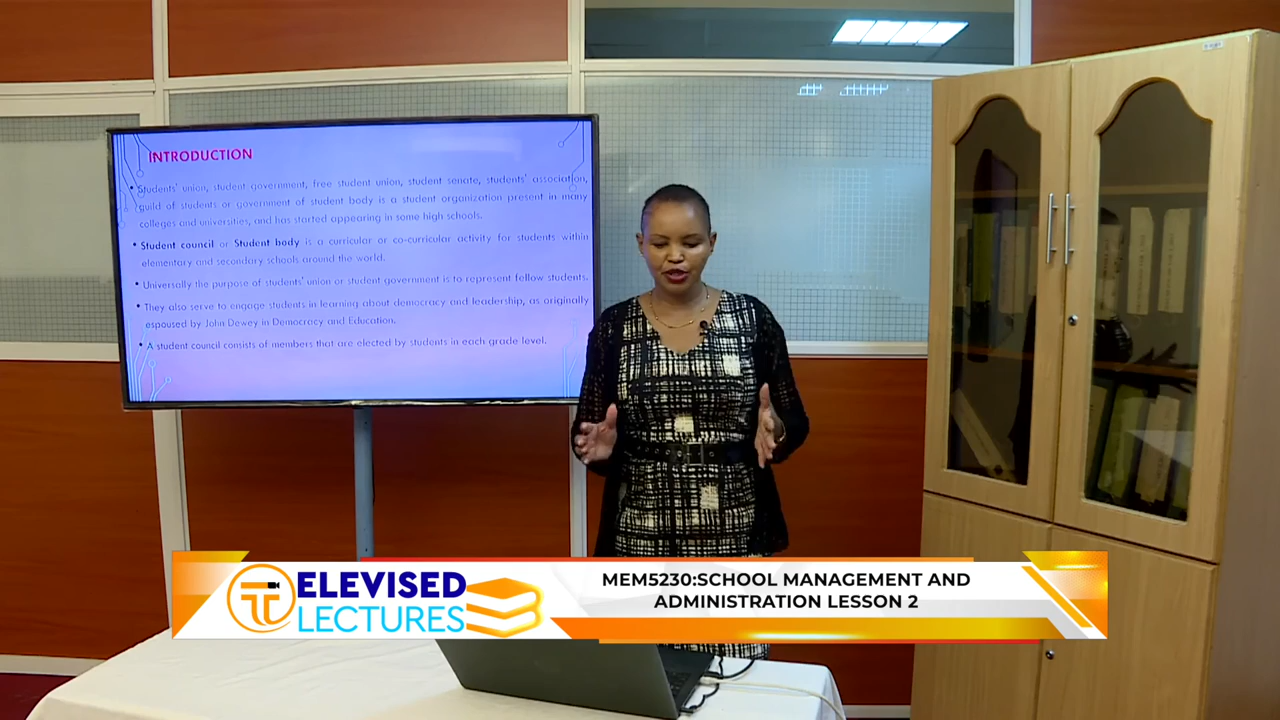 INTRODUCTION
• Students' union, student government, free student union, student senate, students' association,
guild of students or government of student body is a student organization present in many
colleges and universities, and has started appearing in some high schools.
• Student council or Student body is a curricular or co-curricular activity for students within
elementary and secondary schools around the world.
• Universally the purpose of students' union or student government is to represent fellow students.
• They also serve to engage students in learning about democracy and leadership, as originally
espoused by John Dewey in Democracy and Education.
• A student council consists of members that are elected by students in each grade level.
TELEVISED
LECTURES
MEM5230:SCHOOL MANAGEMENT AND
ADMINISTRATION LESSON 2